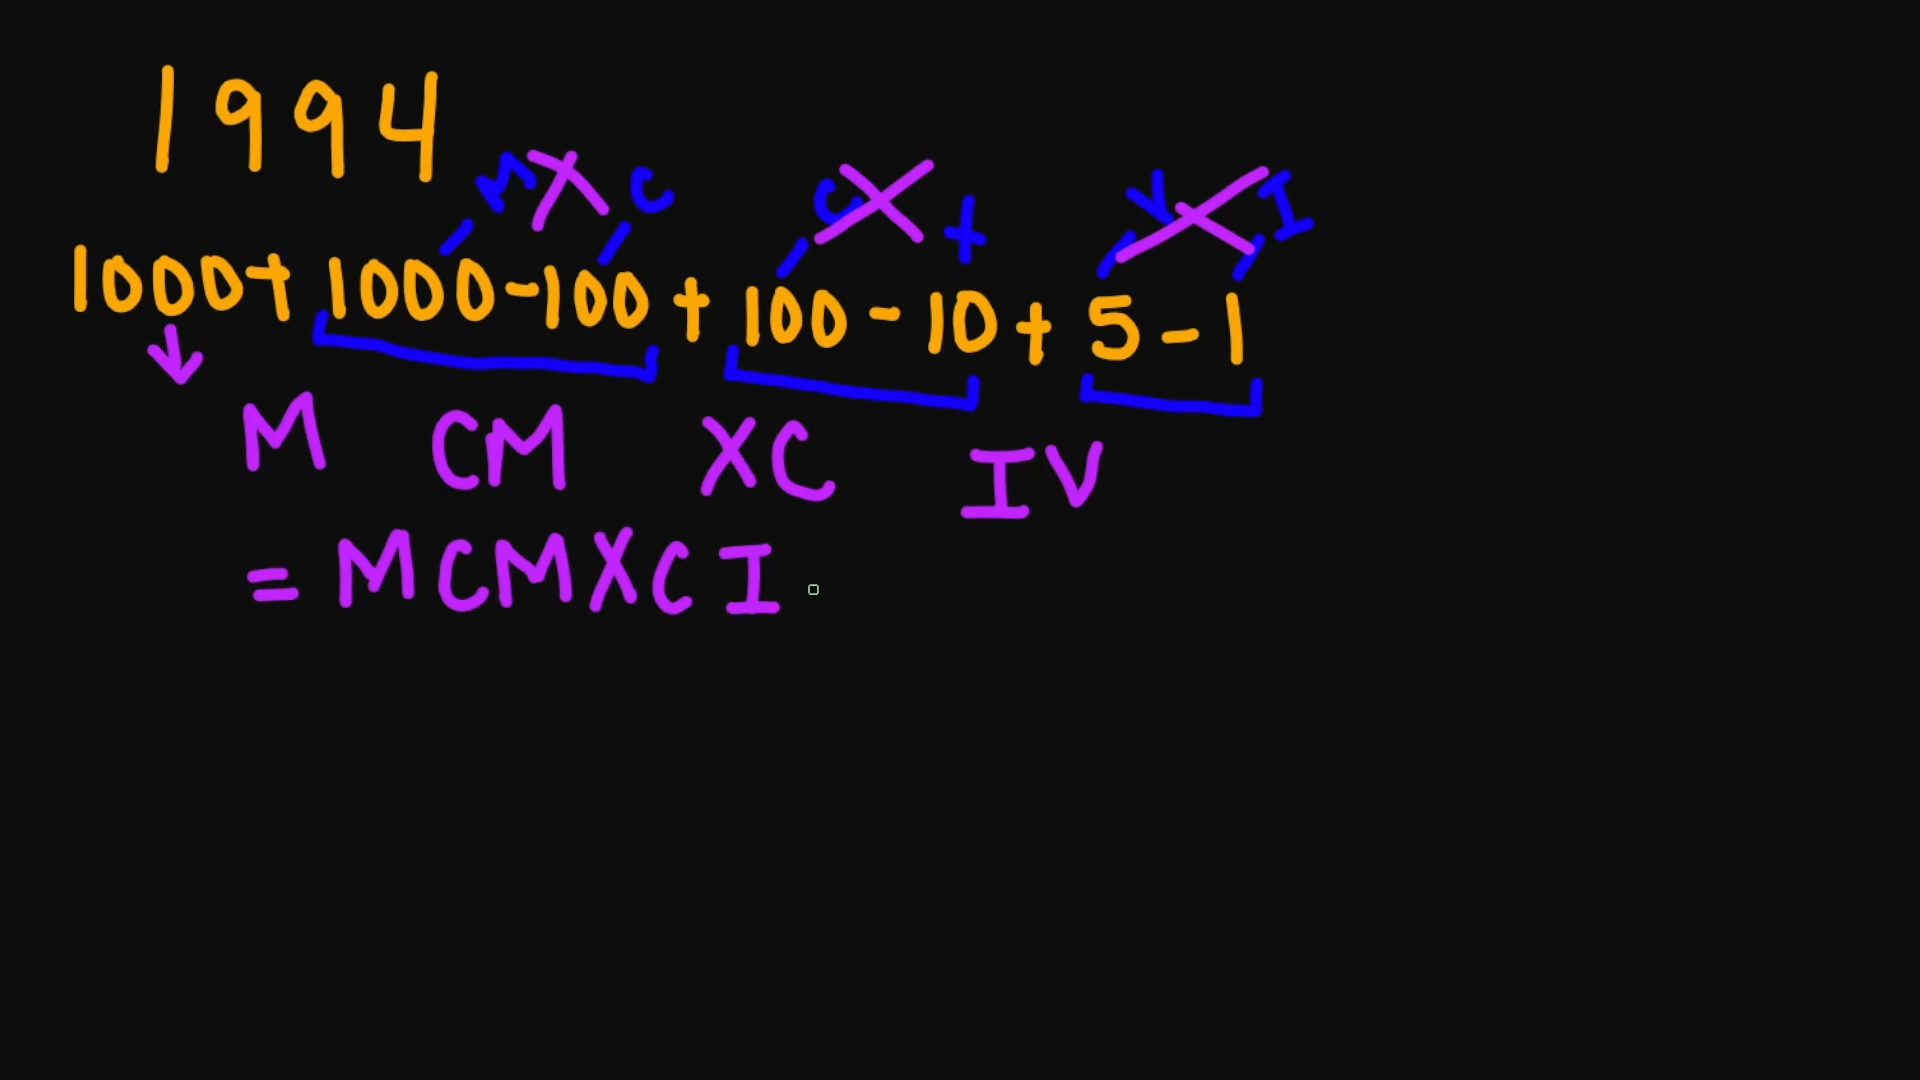 1994
M C C X V I
1000+ 1000-100 + 100-10 + 5-1
M CM XC IV
= MCMXCI